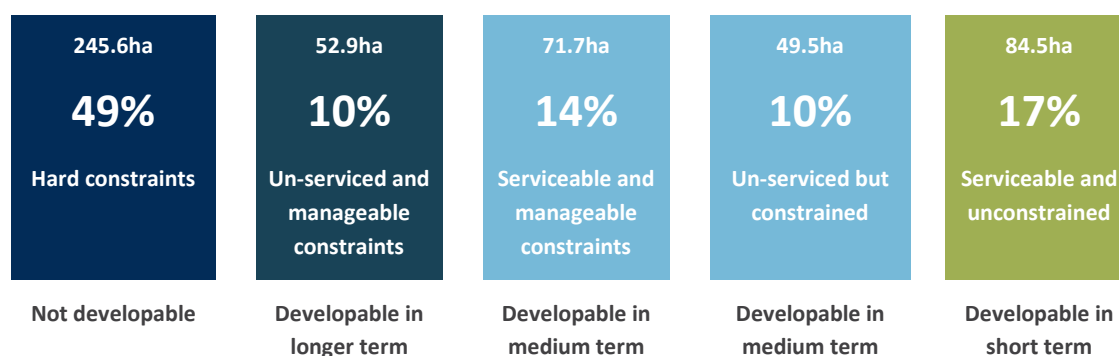 245.6ha
49%
Hard constraints
Not developable
52.9ha
10%
Un-serviced and
manageable
constraints
Developable in
longer term
71.7ha
14%
Serviceable and
manageable
constraints
Developable in
medium term
49.5ha
10%
Un-serviced but
constrained
Developable in
medium term
84.5ha
17%
Serviceable and
unconstrained
Developable in
short term